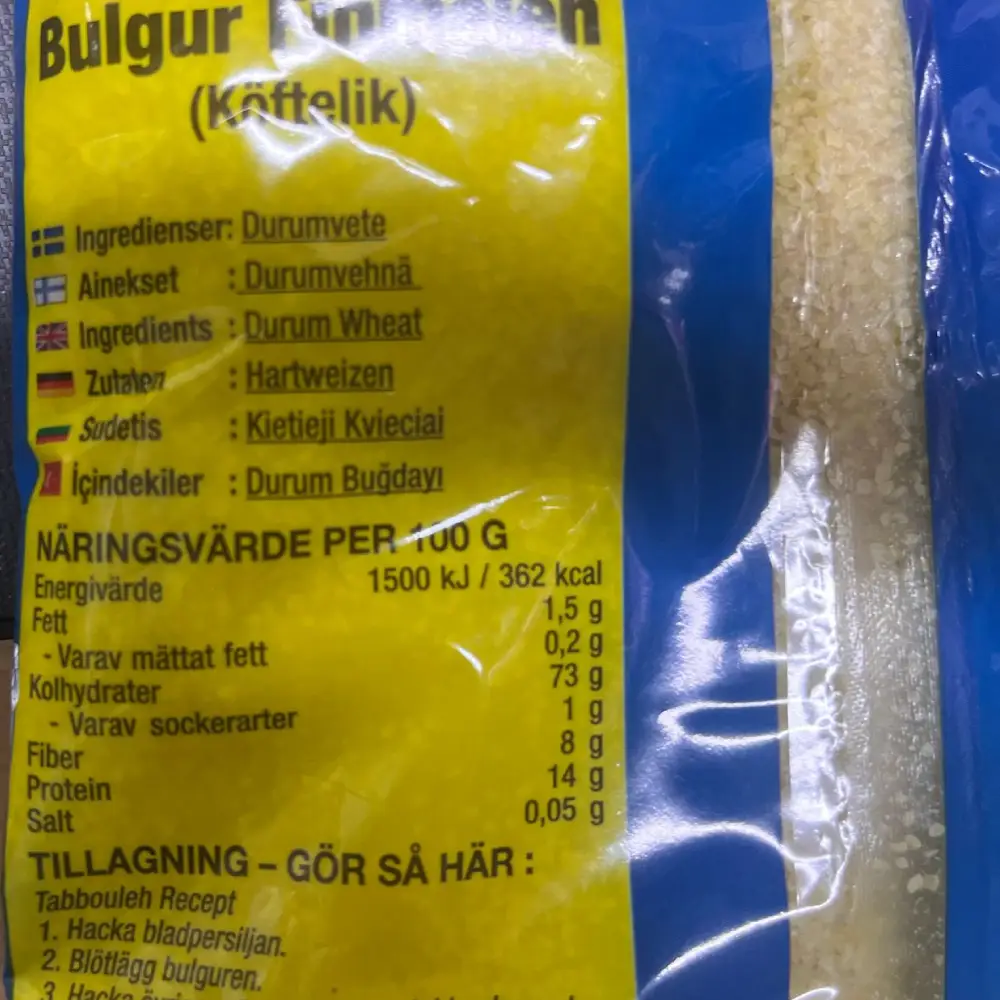 Bulgur
(Köftelik)
Ingredienser: Durumvete
Ainekset : Durumvehnä
Ingredients : Durum Wheat
Zutaten : Hartweizen
Sudetis : Kietieji Kvieciai
İçindekiler : Durum Buğdayı
NÄRINGSVÄRDE PER 100 G
Energivärde 1500 kJ / 362 kcal
Fett 1,5 g
- Varav mättat fett 0,2 g
Kolhydrater 73 g
- Varav sockerarter 1 g
Fiber 8 g
Protein 14 g
Salt 0,05 g
TILLAGNING – GÖR SÅ HÄR :
Tabbouleh Recept
1. Hacka bladpersiljan.
2. Blötlägg bulguren.
3. Hacka